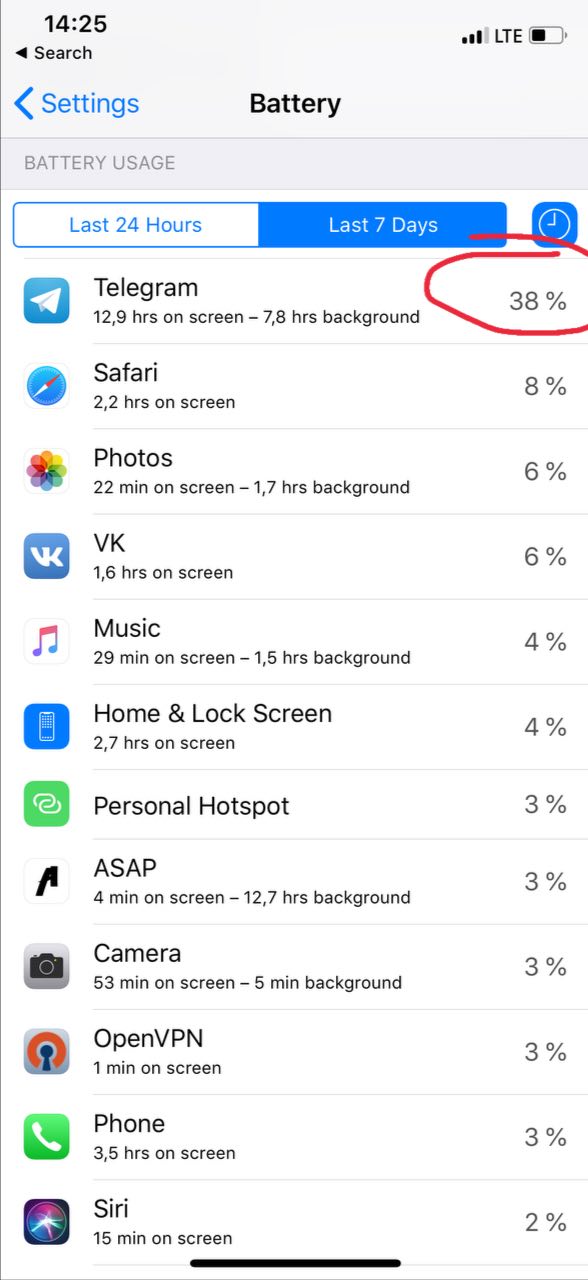 14:25
LTE
Search
Settings
Battery
BATTERY USAGE
Last 24 Hours
Last 7 Days
Telegram
38 %
12,9 hrs on screen – 7,8 hrs background
Safari
8 %
2,2 hrs on screen
Photos
6 %
22 min on screen – 1,7 hrs background
VK
6 %
1,6 hrs on screen
Music
4 %
29 min on screen – 1,5 hrs background
Home & Lock Screen
4 %
2,7 hrs on screen
Personal Hotspot
3 %
ASAP
3 %
4 min on screen – 12,7 hrs background
Camera
3 %
53 min on screen – 5 min background
OpenVPN
3 %
1 min on screen
Phone
3 %
3,5 hrs on screen
Siri
2 %
15 min on screen